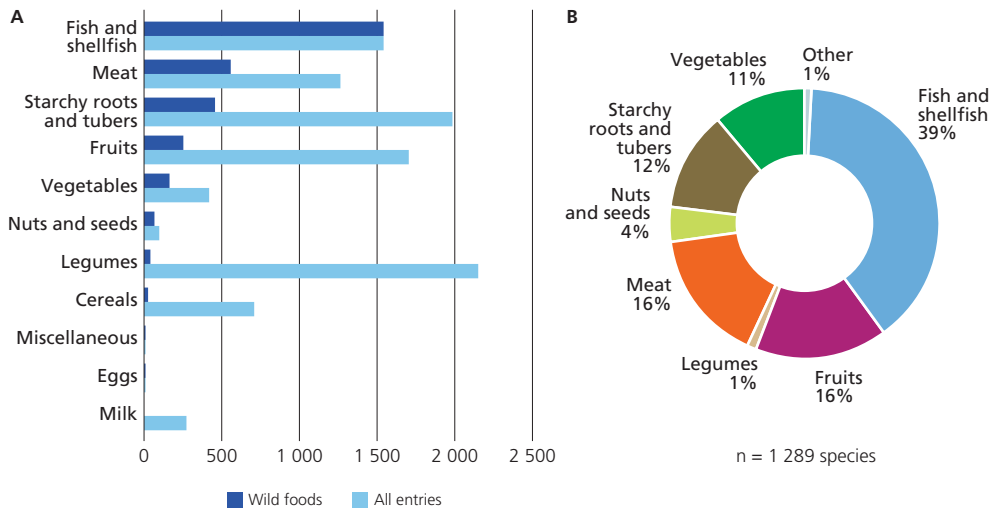 A
Fish and
shellfish
Meat
Starchy roots
and tubers
Fruits
Vegetables
Nuts and seeds
Legumes
Cereals
Miscellaneous
Eggs
Milk
0
500
1 000
1 500
2 000
2 500
Wild foods
All entries
B
Other
1%
Fish and
shellfish
39%
Fruits
16%
Legumes
1%
Meat
16%
Nuts
and seeds
4%
Starchy
roots and
tubers
12%
Vegetables
11%
n = 1 289 species